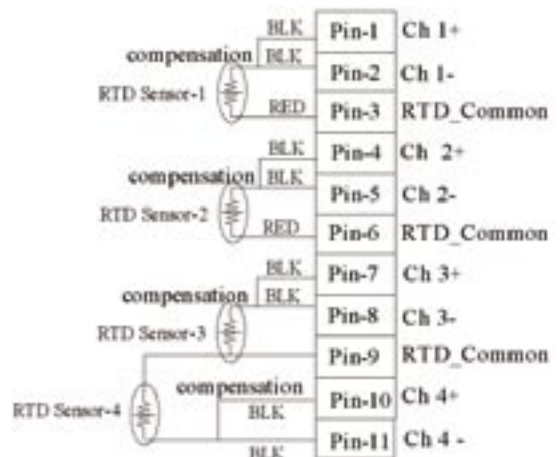 BLK Pin-1 Ch 1+
compensation BLK Pin-2 Ch 1-
RTD Sensor-1
RED Pin-3 RTD_Common
BLK Pin-4 Ch 2+
compensation BLK Pin-5 Ch 2-
RTD Sensor-2
RED Pin-6 RTD_Common
BLK Pin-7 Ch 3+
compensation BLK Pin-8 Ch 3-
RTD Sensor-3
Pin-9 RTD_Common
compensation Pin-10 Ch 4+
RTD Sensor-4 BLK
BLK Pin-11 Ch 4 -